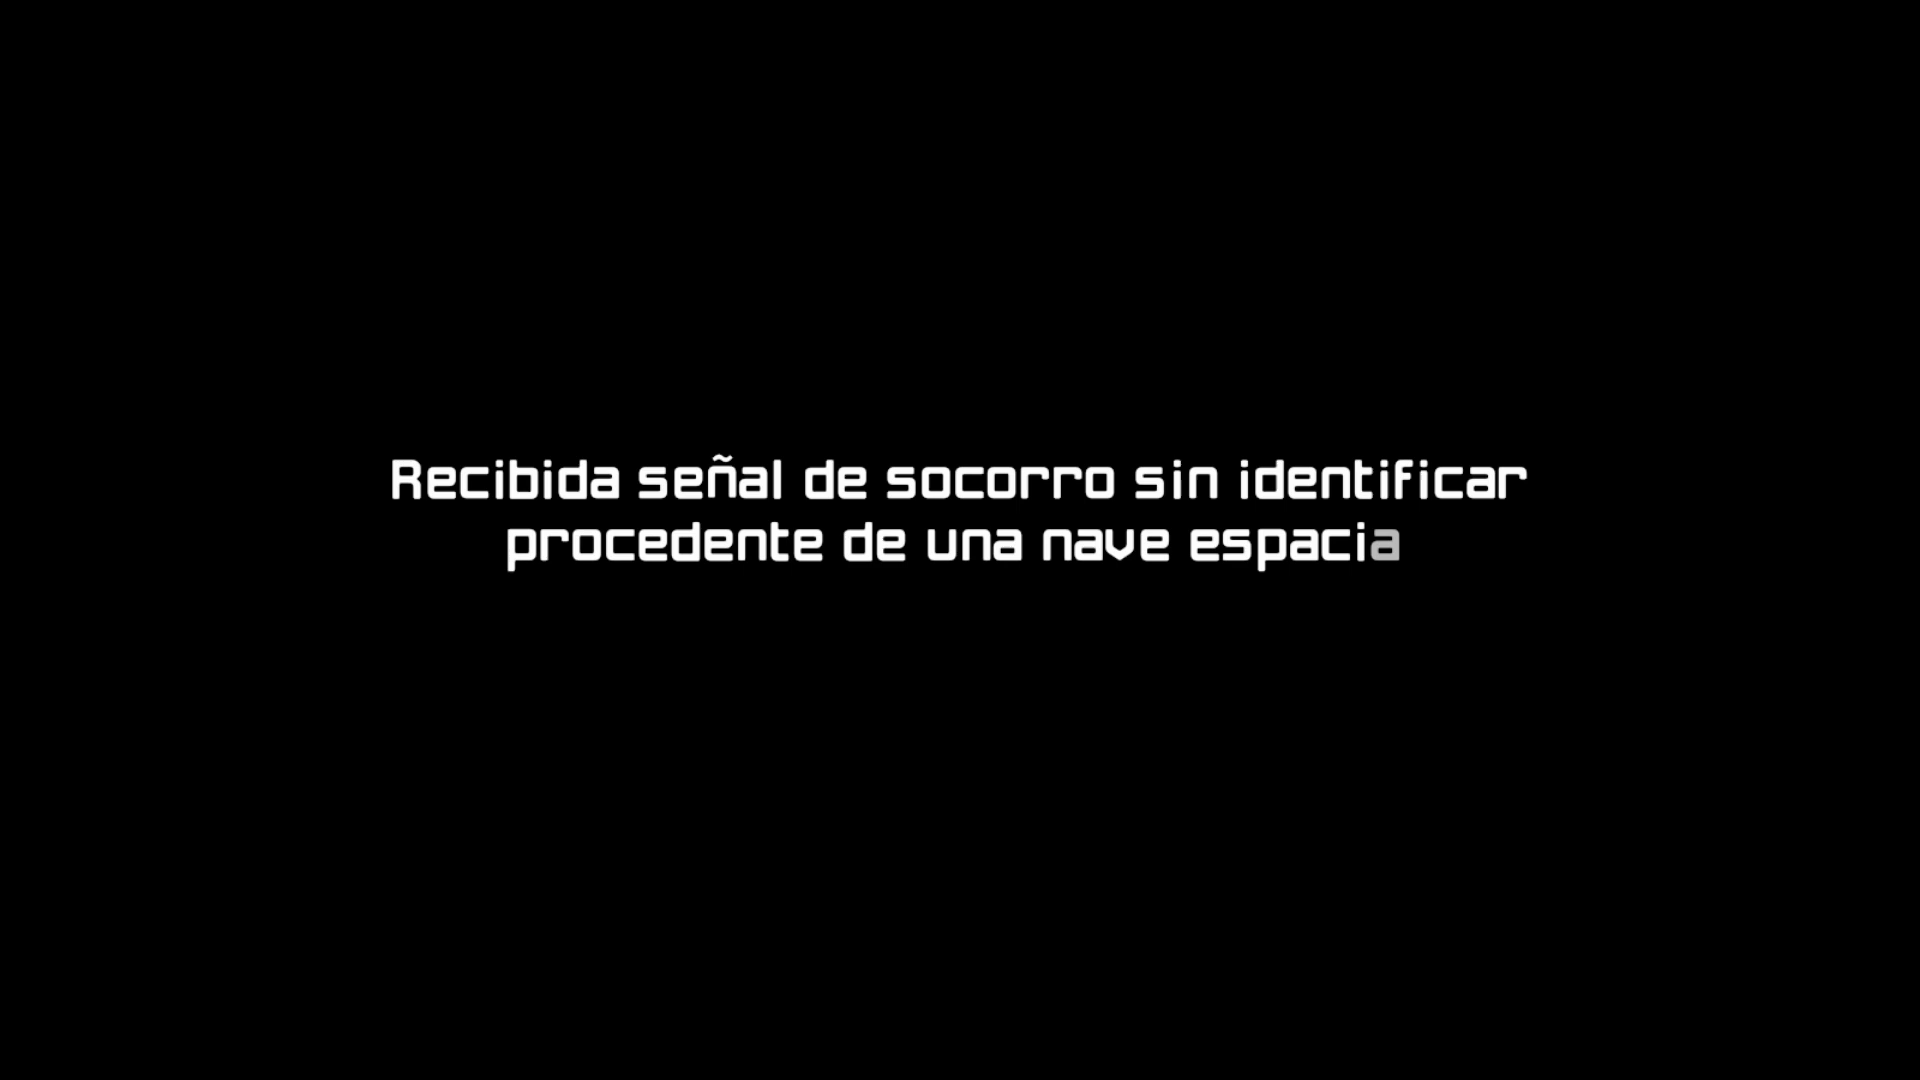 Recibida señal de socorro sin identificar
procedente de una nave espacia